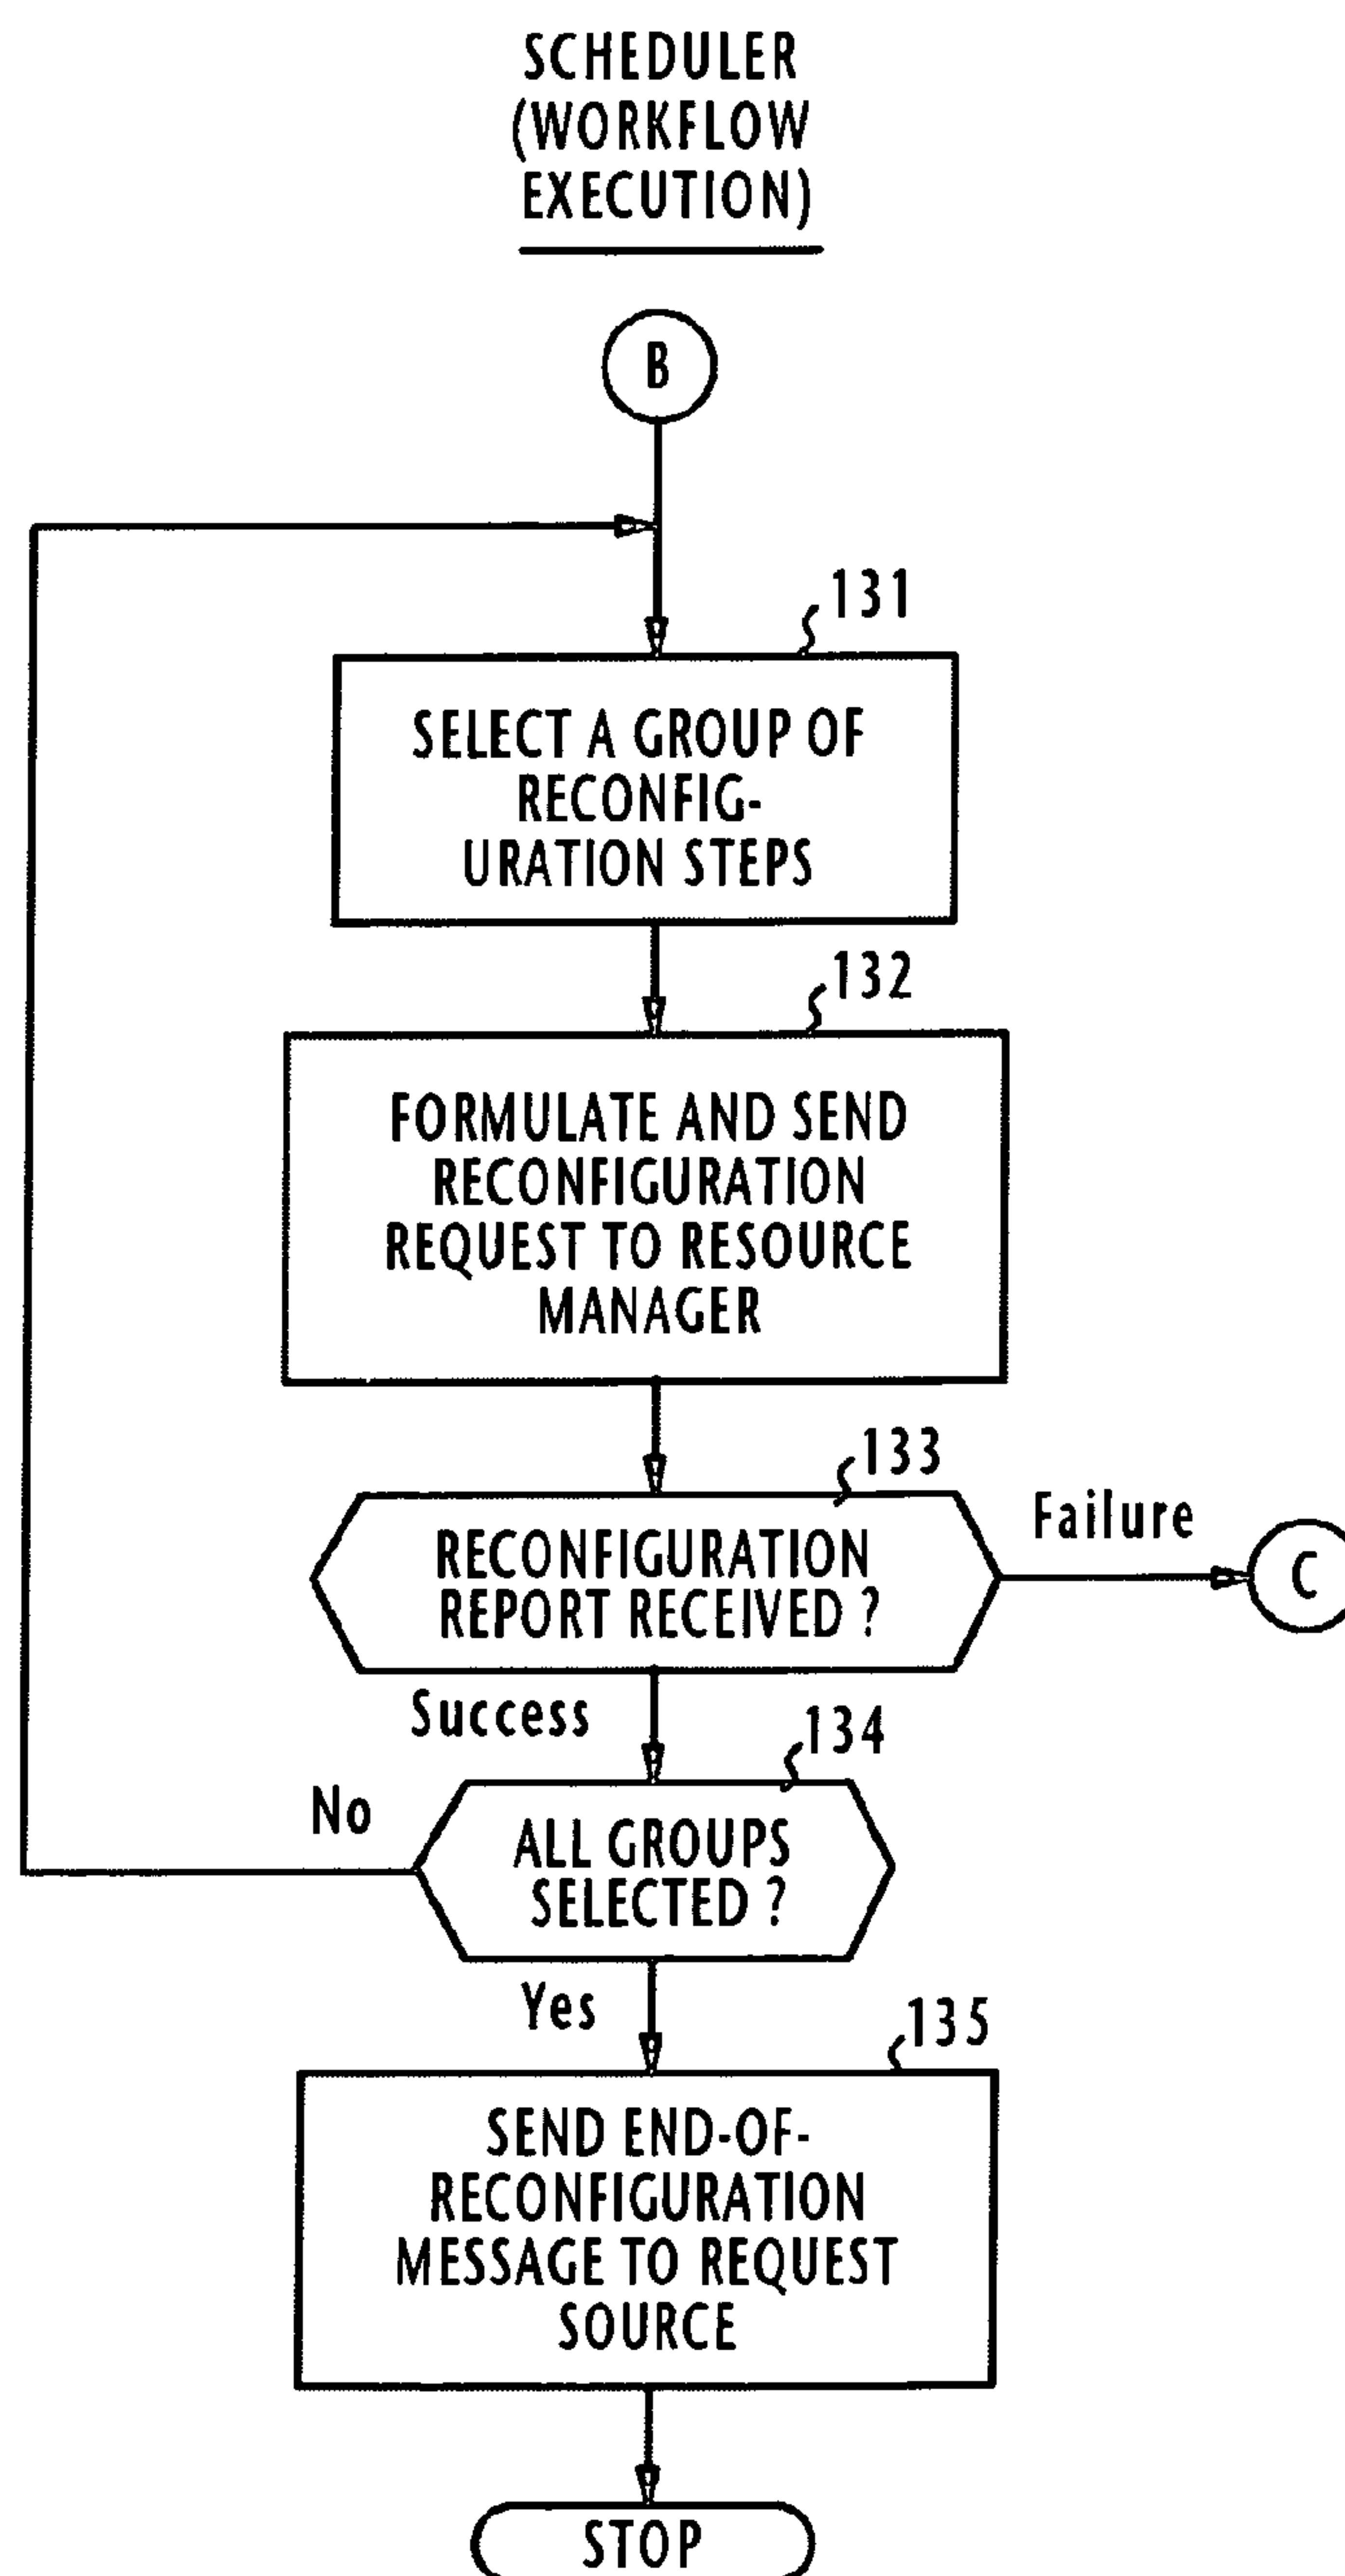 SCHEDULER
(WORKFLOW
EXECUTION)
B
131
SELECT A GROUP OF
RECONFIG-
URATION STEPS
132
FORMULATE AND SEND
RECONFIGURATION
REQUEST TO RESOURCE
MANAGER
133
RECONFIGURATION
REPORT RECEIVED ?
Failure
C
Success
134
No
ALL GROUPS
SELECTED ?
Yes
135
SEND END-OF-
RECONFIGURATION
MESSAGE TO REQUEST
SOURCE
STOP